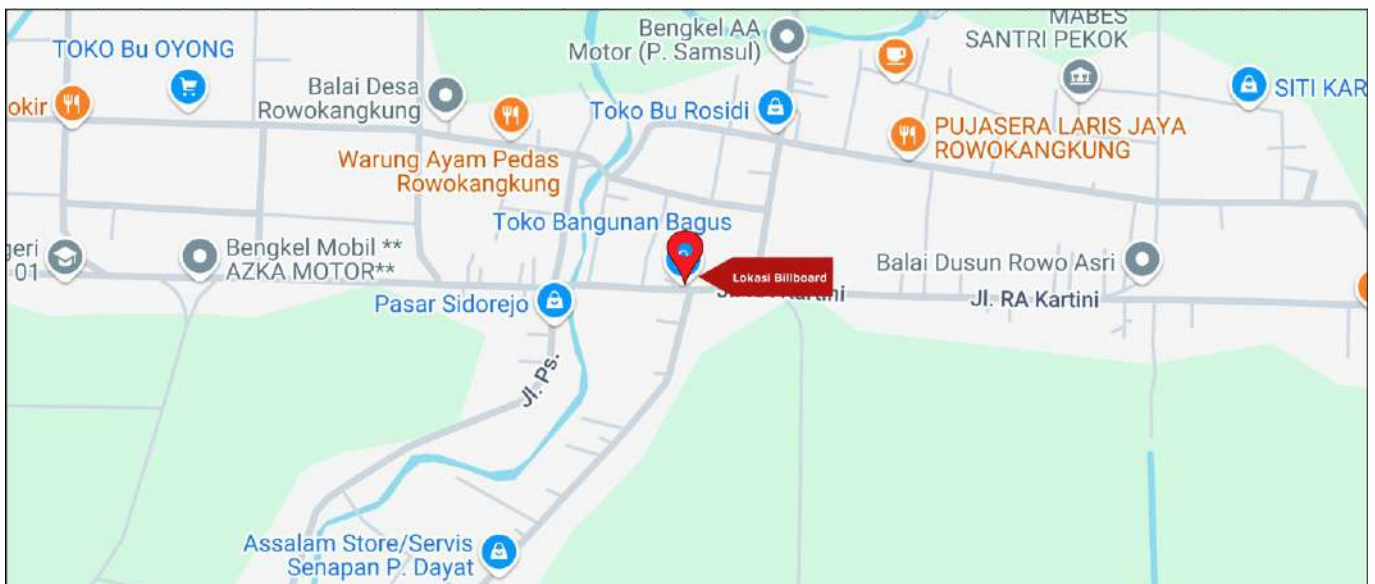 MABES
SANTRI PEKOK
Bengkel AA
Motor (P. Samsul)
TOKO Bu OYONG
Balai Desa
Rowokangkung
okir
Toko Bu Rosidi
SITI KAR
PUJASERA LARIS JAYA
ROWOKANGKUNG
Warung Ayam Pedas
Rowokangkung
Toko Bangunan Bagus
geri
01
Bengkel Mobil **
AZKA MOTOR**
Lokasi Billboard
Balai Dusun Rowo Asri
Pasar Sidorejo
Jl. RA Kartini
Jl. Ps.
Assalam Store/Servis
Senapan P. Dayat